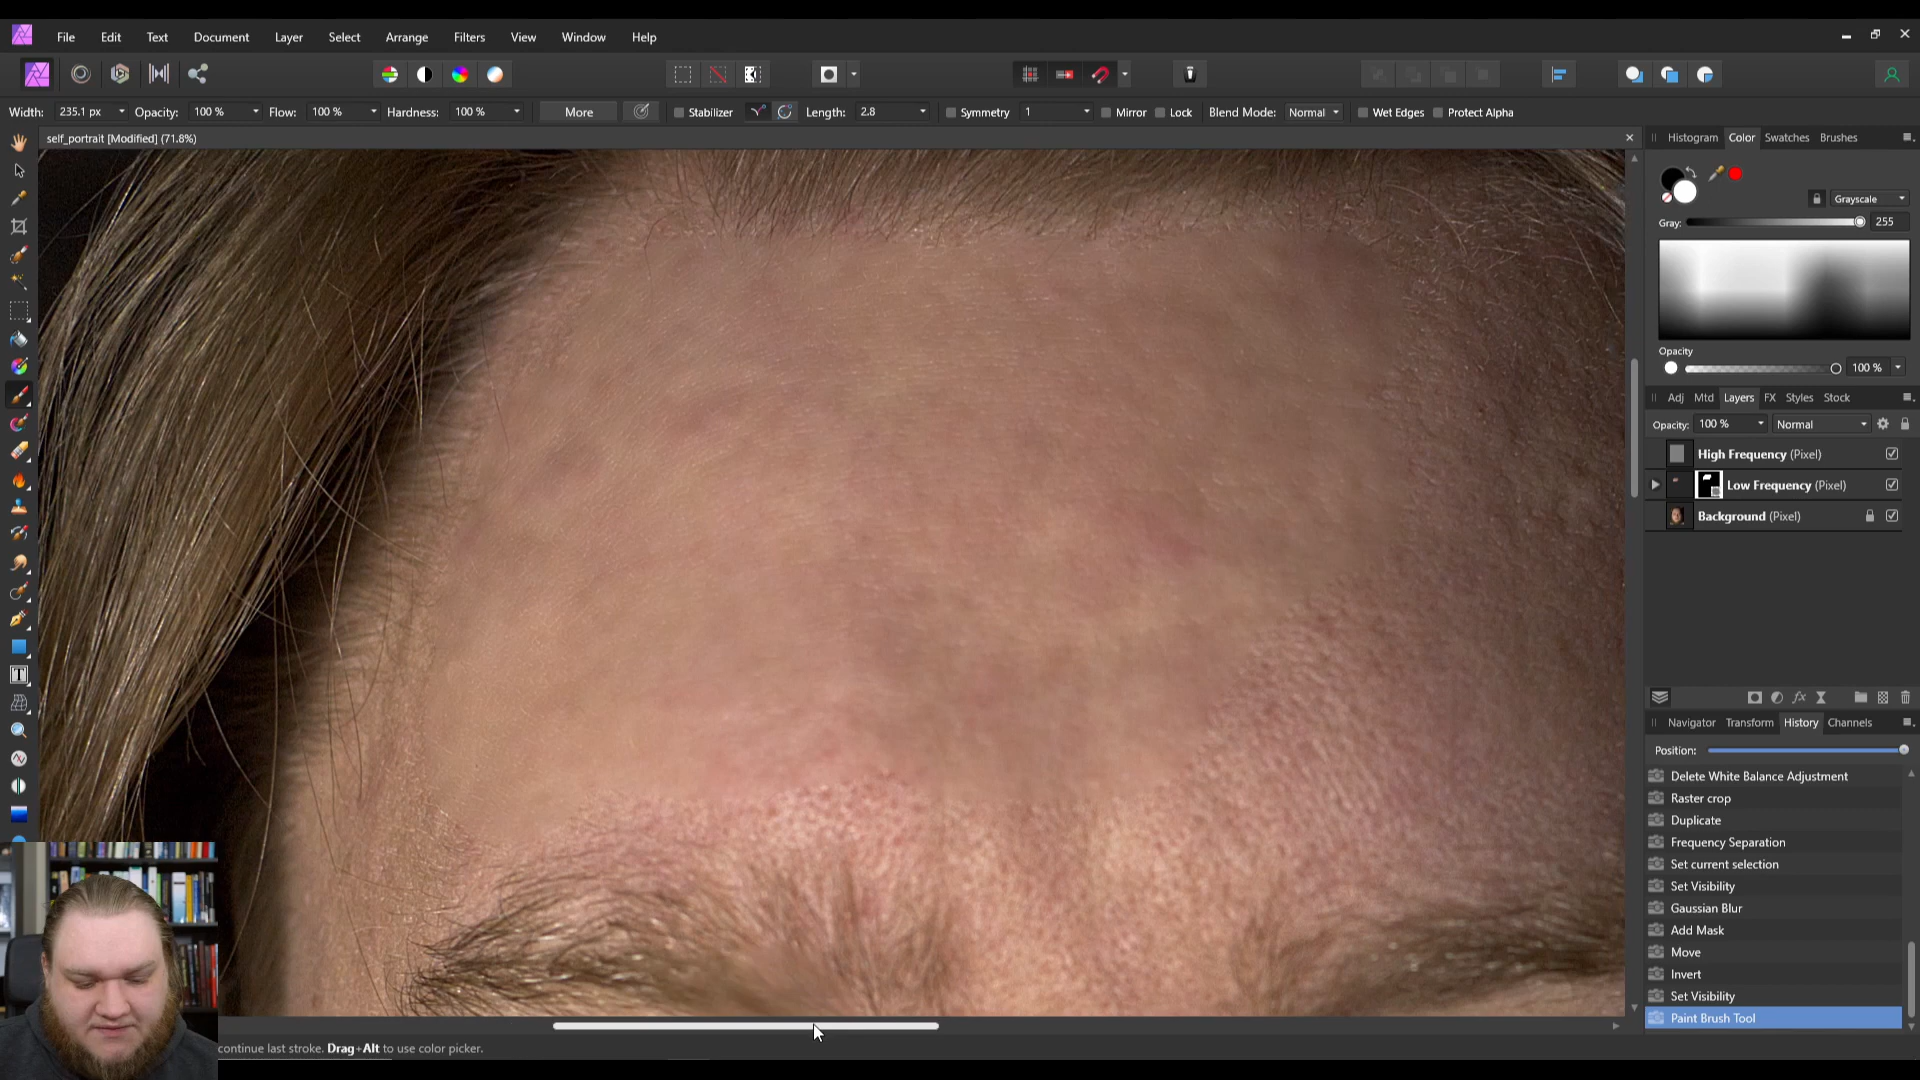 File Edit Text Document Layer Select Arrange Filters View Window Help
Width: 235.1 px Opacity: 100 % Flow: 100 % Hardness: 100 % More Stabilizer Length: 2.8 Symmetry 1 Mirror Lock Blend Mode: Normal Wet Edges Protect Alpha
self_portrait [Modified] (71.8%)
Histogram Color Swatches Brushes
Grayscale
Gray: 255
Opacity
100 %
Adj Mtd Layers FX Styles Stock
Opacity: 100 % Normal
High Frequency (Pixel)
Low Frequency (Pixel)
Background (Pixel)
Navigator Transform History Channels
Position:
Delete White Balance Adjustment
Raster crop
Duplicate
Frequency Separation
Set current selection
Set Visibility
Gaussian Blur
Add Mask
Move
Invert
Set Visibility
Paint Brush Tool
continue last stroke. Drag+Alt to use color picker.